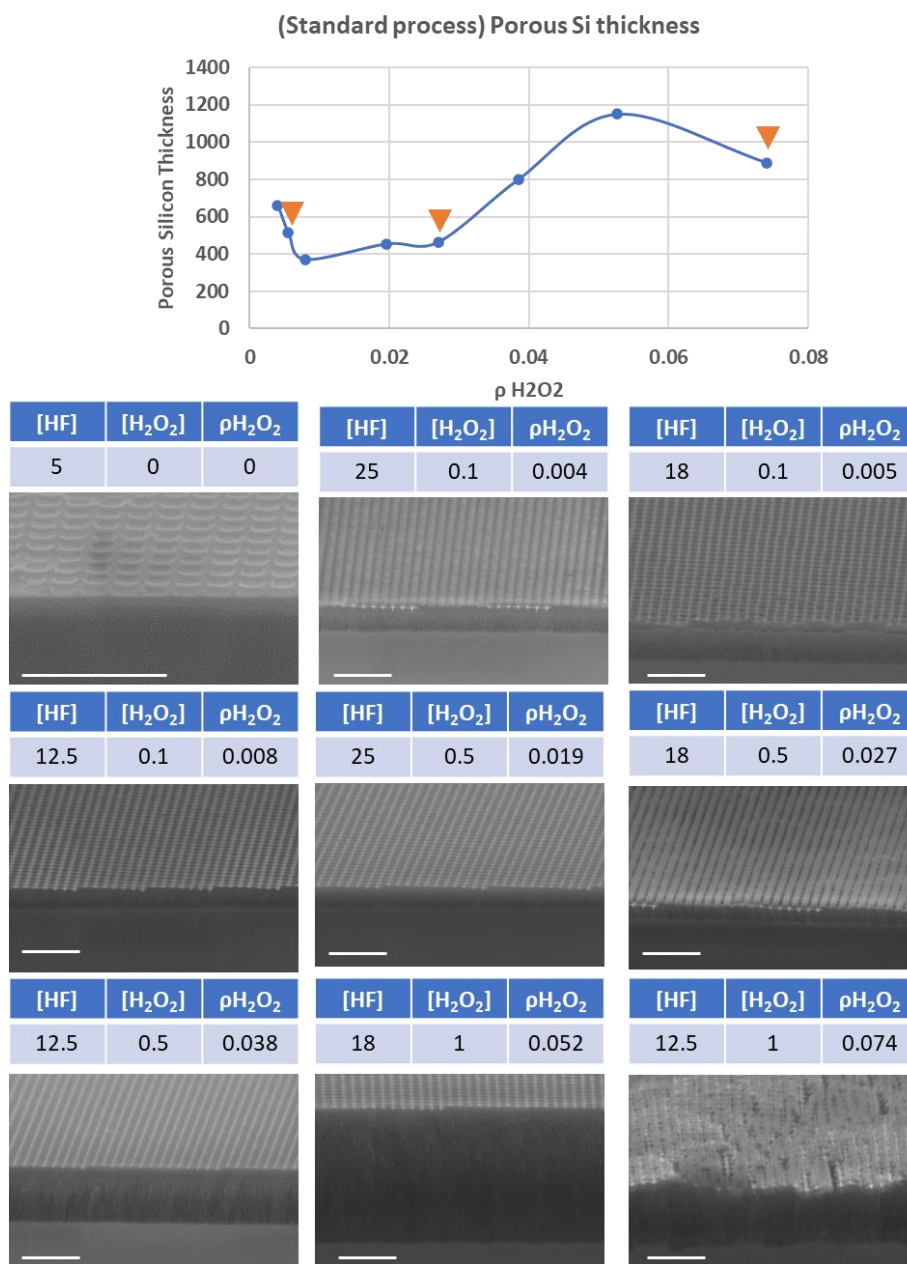 (Standard process) Porous Si thickness
Porous Silicon Thickness
1400
1200
1000
800
600
400
200
0
0 0.02 0.04 0.06 0.08
ρ H2O2
[HF] [H₂O₂] ρH₂O₂
5 0 0
[HF] [H₂O₂] ρH₂O₂
25 0.1 0.004
[HF] [H₂O₂] ρH₂O₂
18 0.1 0.005
[HF] [H₂O₂] ρH₂O₂
12.5 0.1 0.008
[HF] [H₂O₂] ρH₂O₂
25 0.5 0.019
[HF] [H₂O₂] ρH₂O₂
18 0.5 0.027
[HF] [H₂O₂] ρH₂O₂
12.5 0.5 0.038
[HF] [H₂O₂] ρH₂O₂
18 1 0.052
[HF] [H₂O₂] ρH₂O₂
12.5 1 0.074